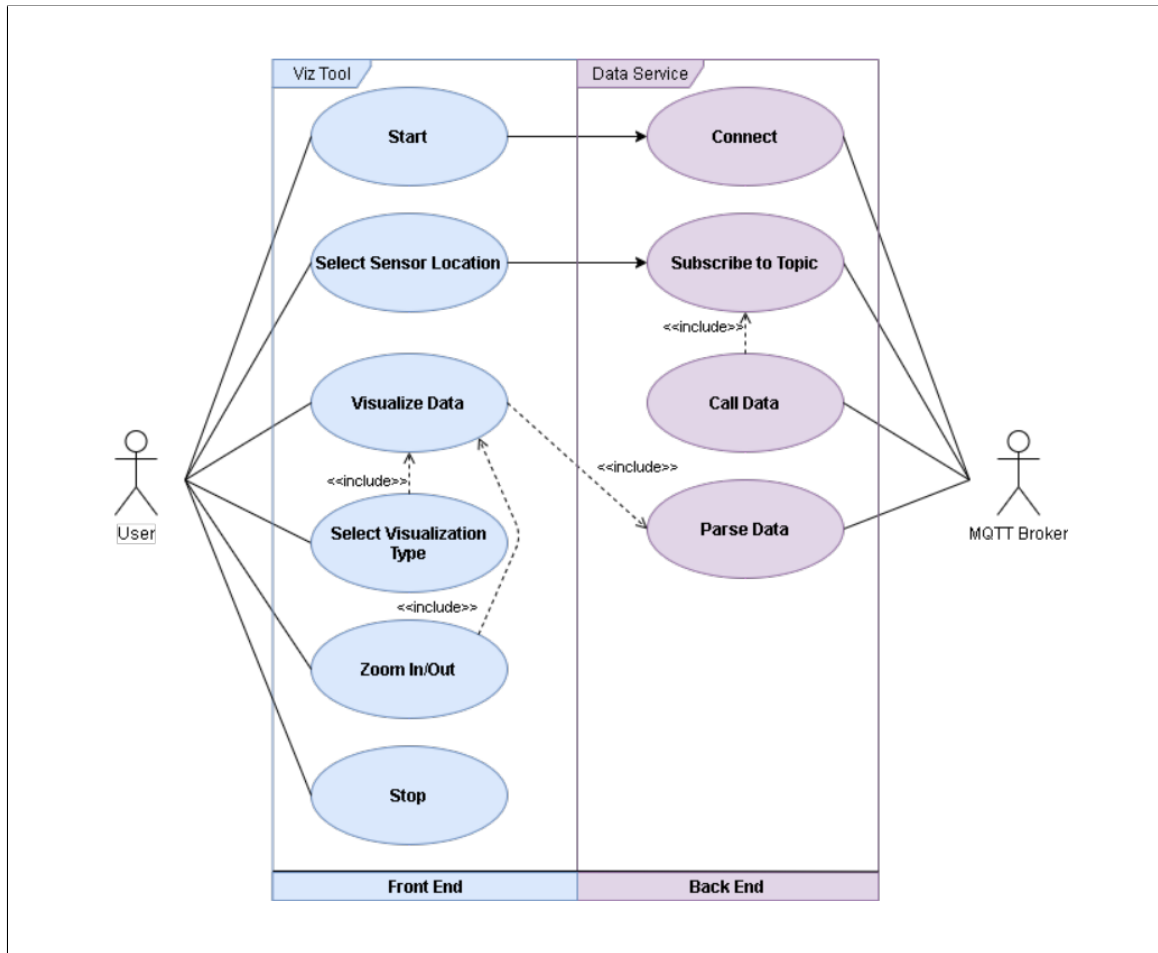 Viz Tool
Data Service
Start
Connect
Select Sensor Location
Subscribe to Topic
<<include>>
Visualize Data
Call Data
<<include>>
<<include>>
Select Visualization
Type
Parse Data
User
MQTT Broker
<<include>>
Zoom In/Out
Stop
Front End
Back End